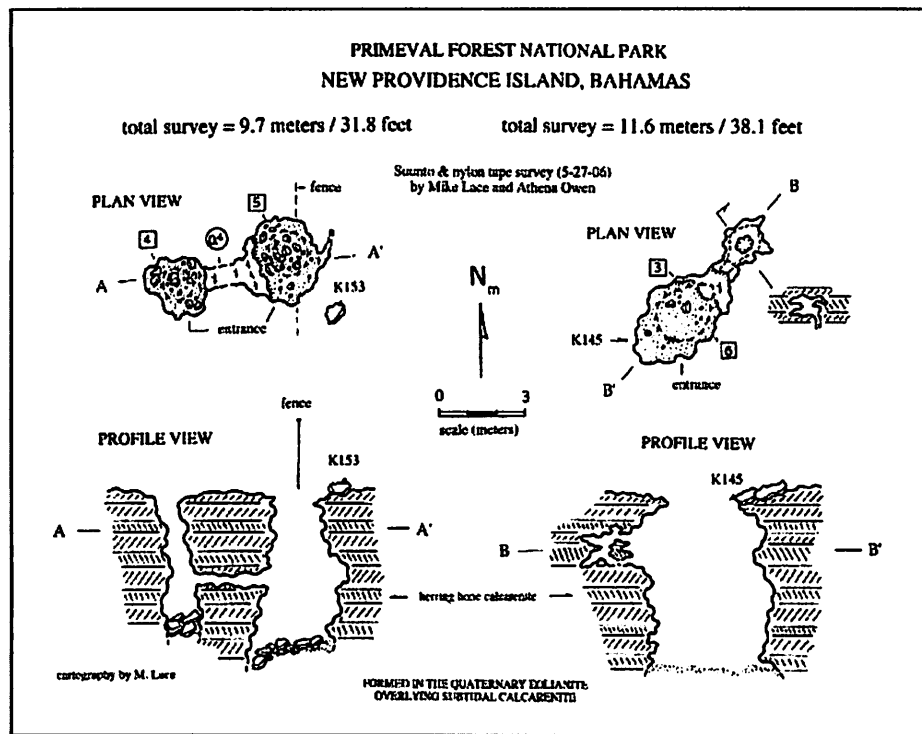 PRIMEVAL FOREST NATIONAL PARK
NEW PROVIDENCE ISLAND, BAHAMAS
total survey = 9.7 meters / 31.8 feet
total survey = 11.6 meters / 38.1 feet
Suunto & nylon tape survey (5-27-06)
by Mike Lace and Athena Owen
fence
PLAN VIEW
5
4
A
A'
K153
entrance
N m
0 3
scale (meters)
B
PLAN VIEW
3
K145
6
B'
entrance
fence
PROFILE VIEW
K153
A
A'
PROFILE VIEW
K145
B
B'
herring bone calcarenite
cartography by M. Lace
FORMED IN THE QUATERNARY EOLIANITE
OVERLYING SUBTIDAL CALCARENITE